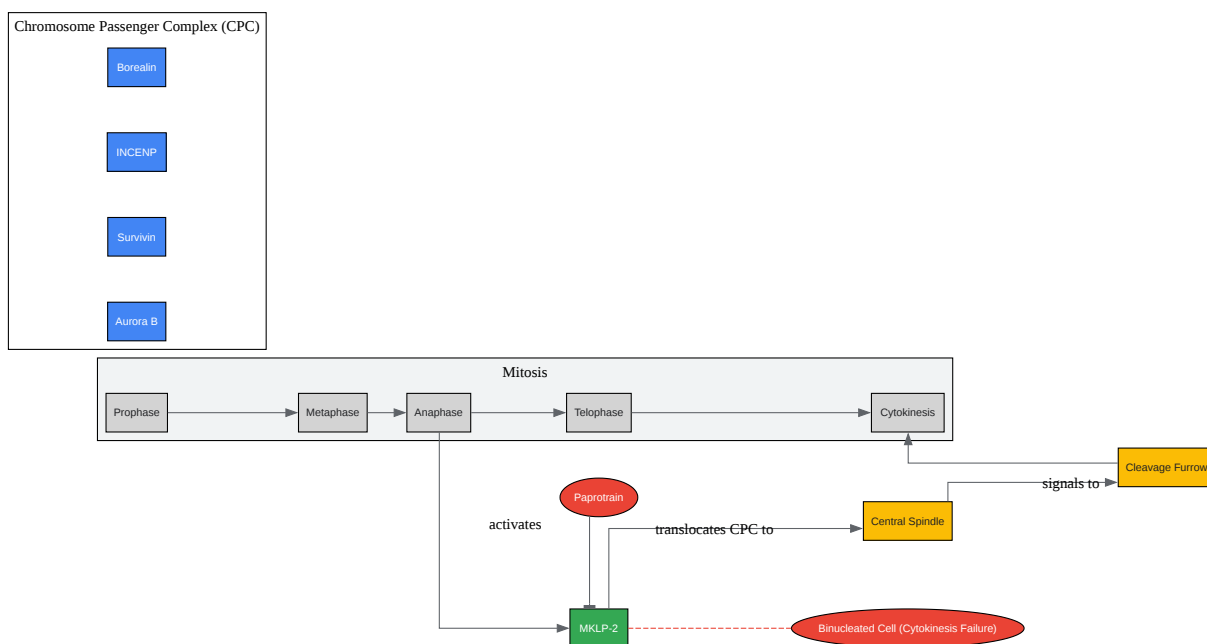 Chromosome Passenger Complex (CPC)
Borealin
INCENP
Survivin
Aurora B
Mitosis
Prophase
Metaphase
Anaphase
Telophase
Cytokinesis
Cleavage Furrow
signals to
Paprotrain
Central Spindle
activates
translocates CPC to
MKLP-2
Binucleated Cell (Cytokinesis Failure)